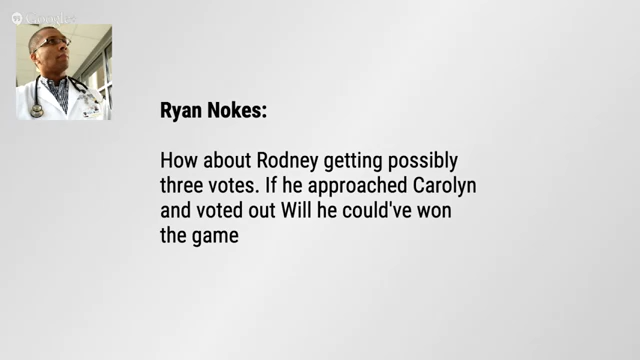 Google+
Ryan Nokes:
How about Rodney getting possibly
three votes. If he approached Carolyn
and voted out Will he could've won
the game